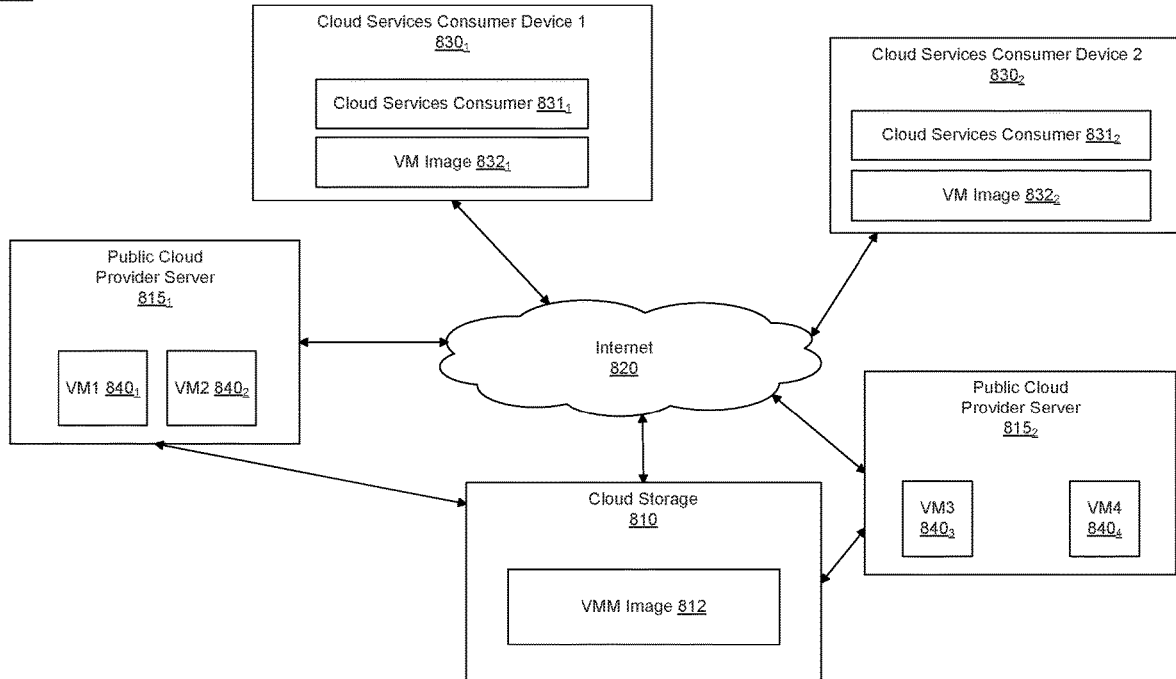 Cloud Services Consumer Device 1
830₁
Cloud Services Consumer 831₁
VM Image 832₁
Cloud Services Consumer Device 2
830₂
Cloud Services Consumer 831₂
VM Image 832₂
Public Cloud
Provider Server
815₁
VM1 840₁
VM2 840₂
Internet
820
Public Cloud
Provider Server
815₂
VM3
840₃
VM4
840₄
Cloud Storage
810
VMM Image 812